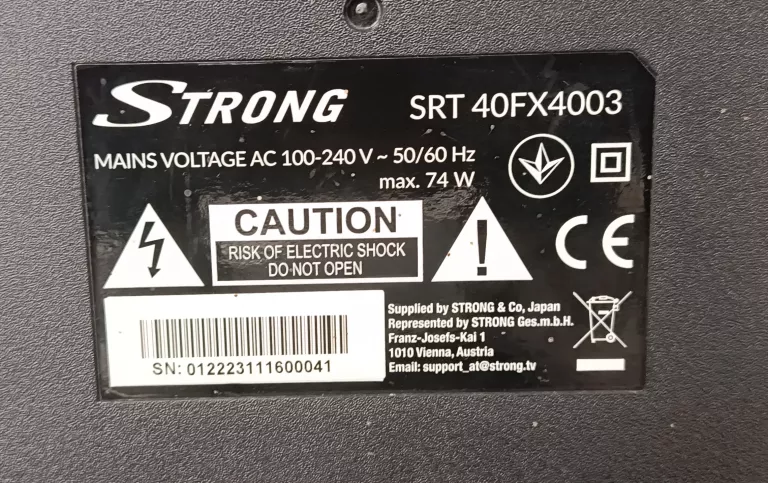 STRONG
SRT 40FX4003
MAINS VOLTAGE AC 100-240 V ~ 50/60 Hz
max. 74 W
CAUTION
RISK OF ELECTRIC SHOCK
DO NOT OPEN
!
CE
SN: 012223111600041
Supplied by STRONG & Co, Japan
Represented by STRONG Ges.m.b.H.
Franz-Josefs-Kai 1
1010 Vienna, Austria
Email: support_at@strong.tv